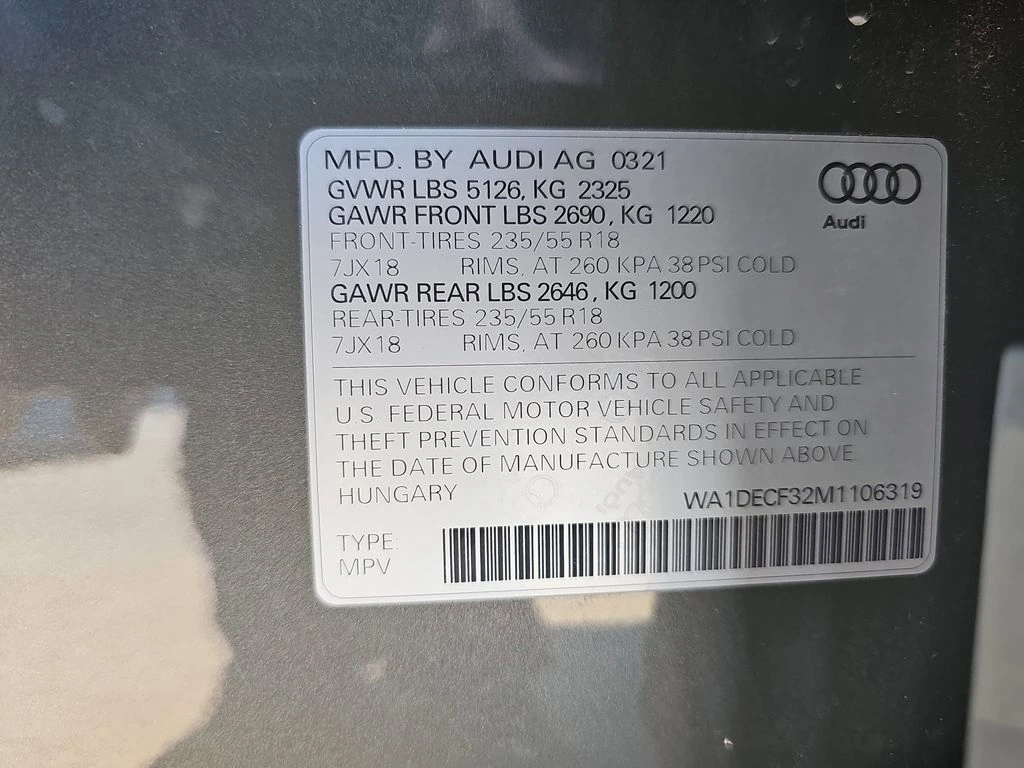 MFD. BY AUDI AG 0321
GVWR LBS 5126, KG 2325
GAWR FRONT LBS 2690, KG 1220
FRONT-TIRES 235/55 R18
7JX18 RIMS, AT 260 KPA 38 PSI COLD
GAWR REAR LBS 2646, KG 1200
REAR-TIRES 235/55 R18
7JX18 RIMS, AT 260 KPA 38 PSI COLD
Audi
THIS VEHICLE CONFORMS TO ALL APPLICABLE
U.S. FEDERAL MOTOR VEHICLE SAFETY AND
THEFT PREVENTION STANDARDS IN EFFECT ON
THE DATE OF MANUFACTURE SHOWN ABOVE.
HUNGARY
WA1DECF32M1106319
TYPE:
MPV